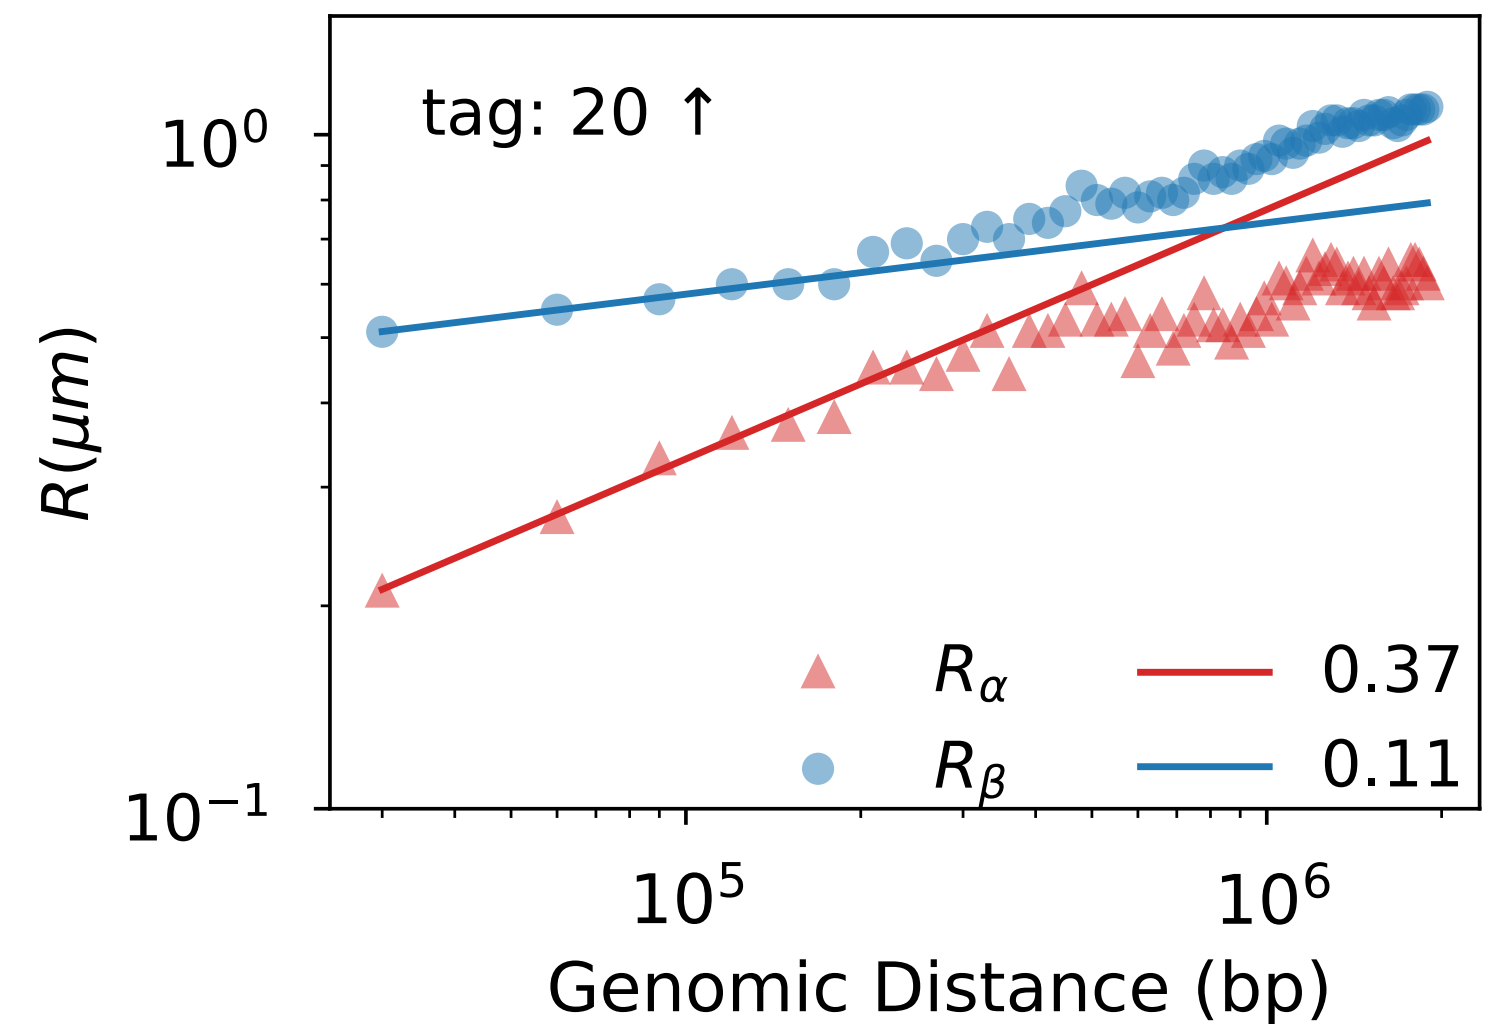 tag: 20 ↑
10⁰
R(μm)
10⁻¹
R_α 0.37
R_β 0.11
10⁵ 10⁶
Genomic Distance (bp)